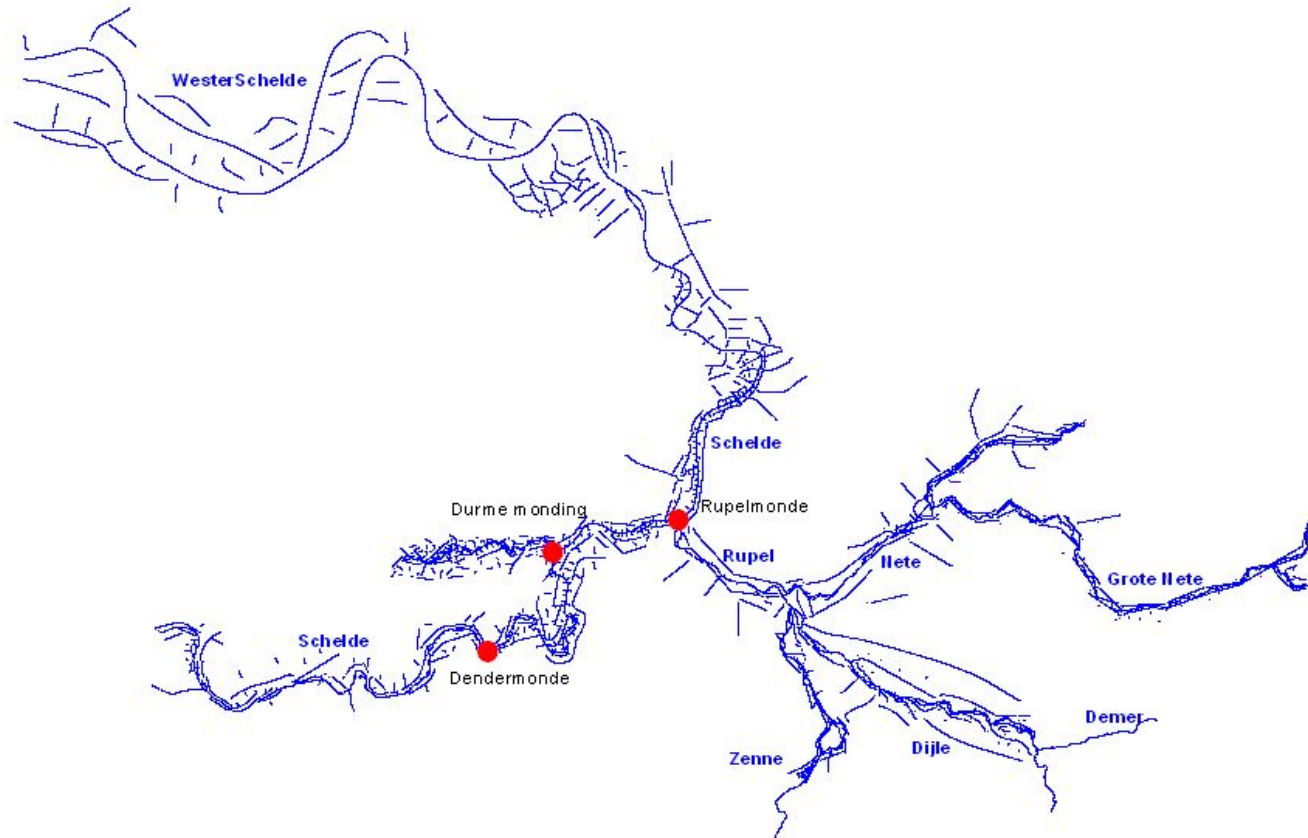 WesterSchelde
Schelde
Durme monding
Rupelmonde
Rupel
Nete
Grote Nete
Schelde
Dendermonde
Demer
Dijle
Zenne